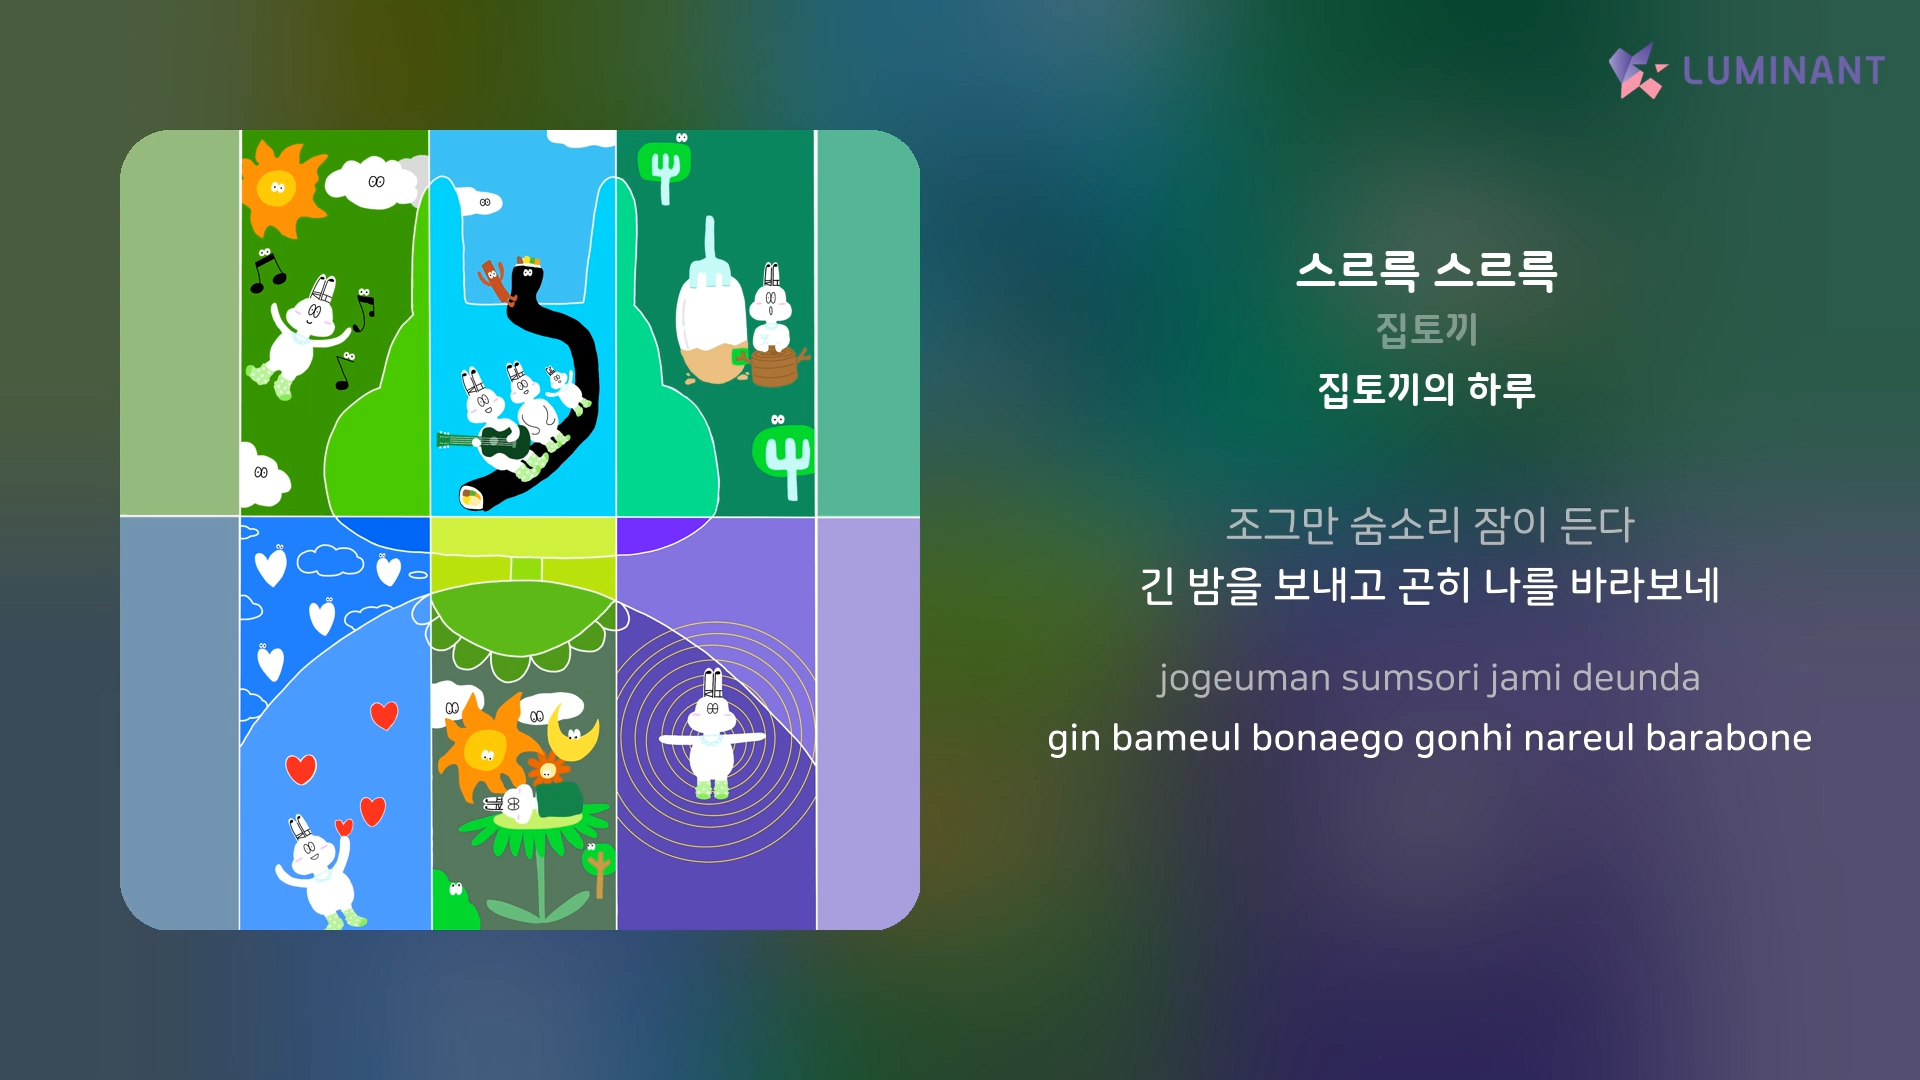 LUMINANT
스르륵 스르륵
집토끼
집토끼의 하루
조그만 숨소리 잠이 든다
긴 밤을 보내고 곤히 나를 바라보네
jogeuman sumsori jami deunda
gin bameul bonaego gonhi nareul barabone